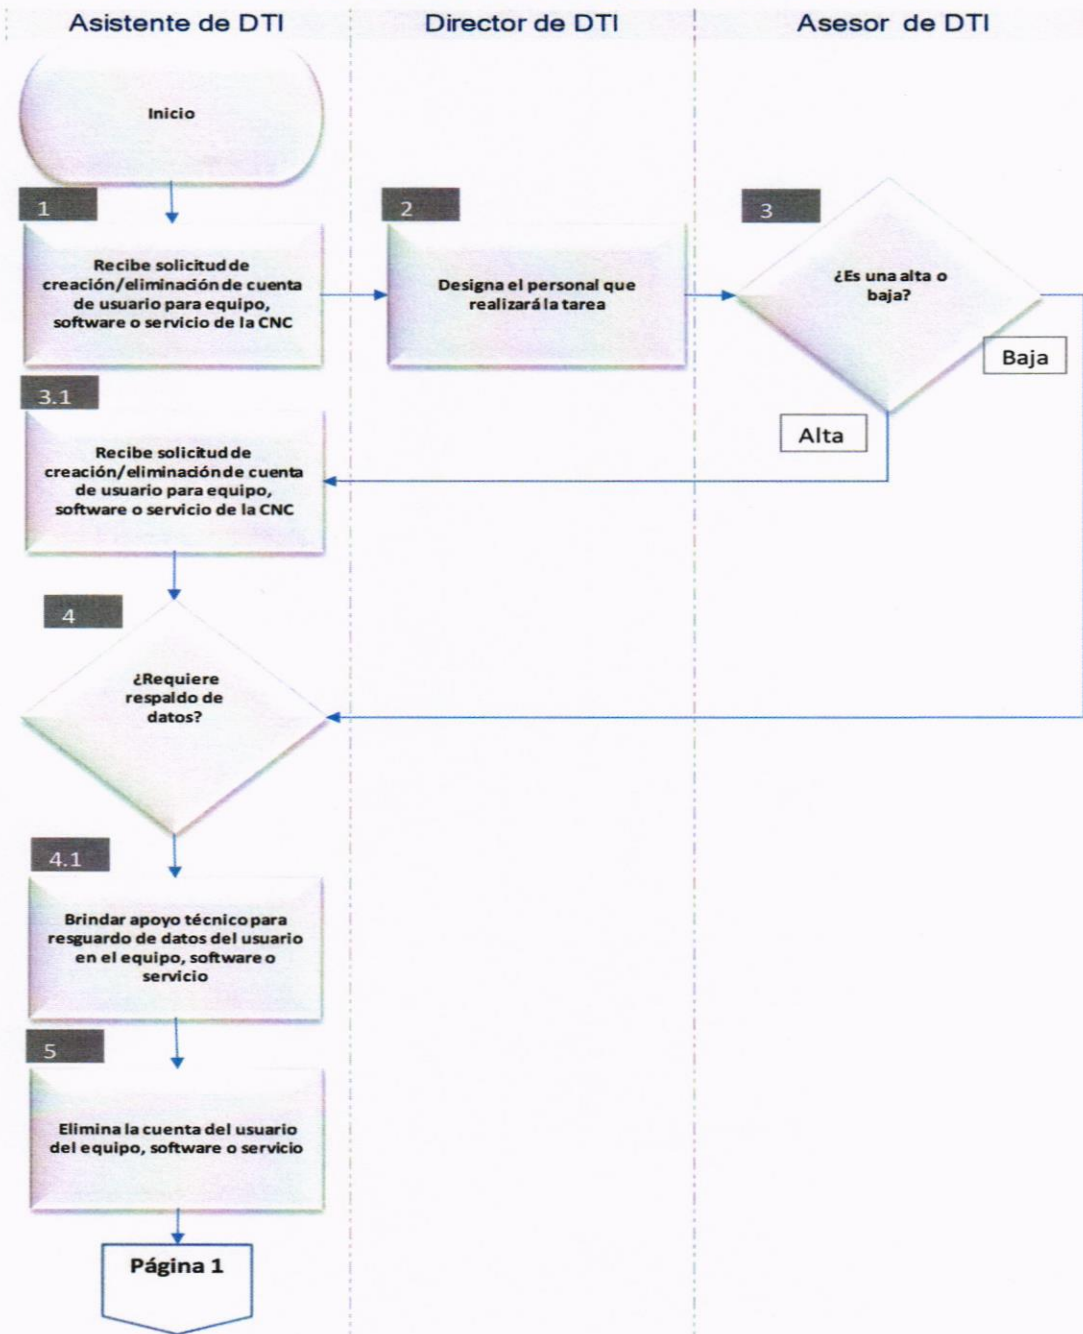 Asistente de DTI
Director de DTI
Asesor de DTI
Inicio
1
Recibe solicitud de
creación/eliminación de cuenta
de usuario para equipo,
software o servicio de la CNC
2
Designa el personal que
realizará la tarea
3
¿Es una alta o
baja?
Baja
Alta
3.1
Recibe solicitud de
creación/eliminación de cuenta
de usuario para equipo,
software o servicio de la CNC
4
¿Requiere
respaldo de
datos?
4.1
Brindar apoyo técnico para
resguardo de datos del usuario
en el equipo, software o
servicio
5
Elimina la cuenta del usuario
del equipo, software o servicio
Página 1